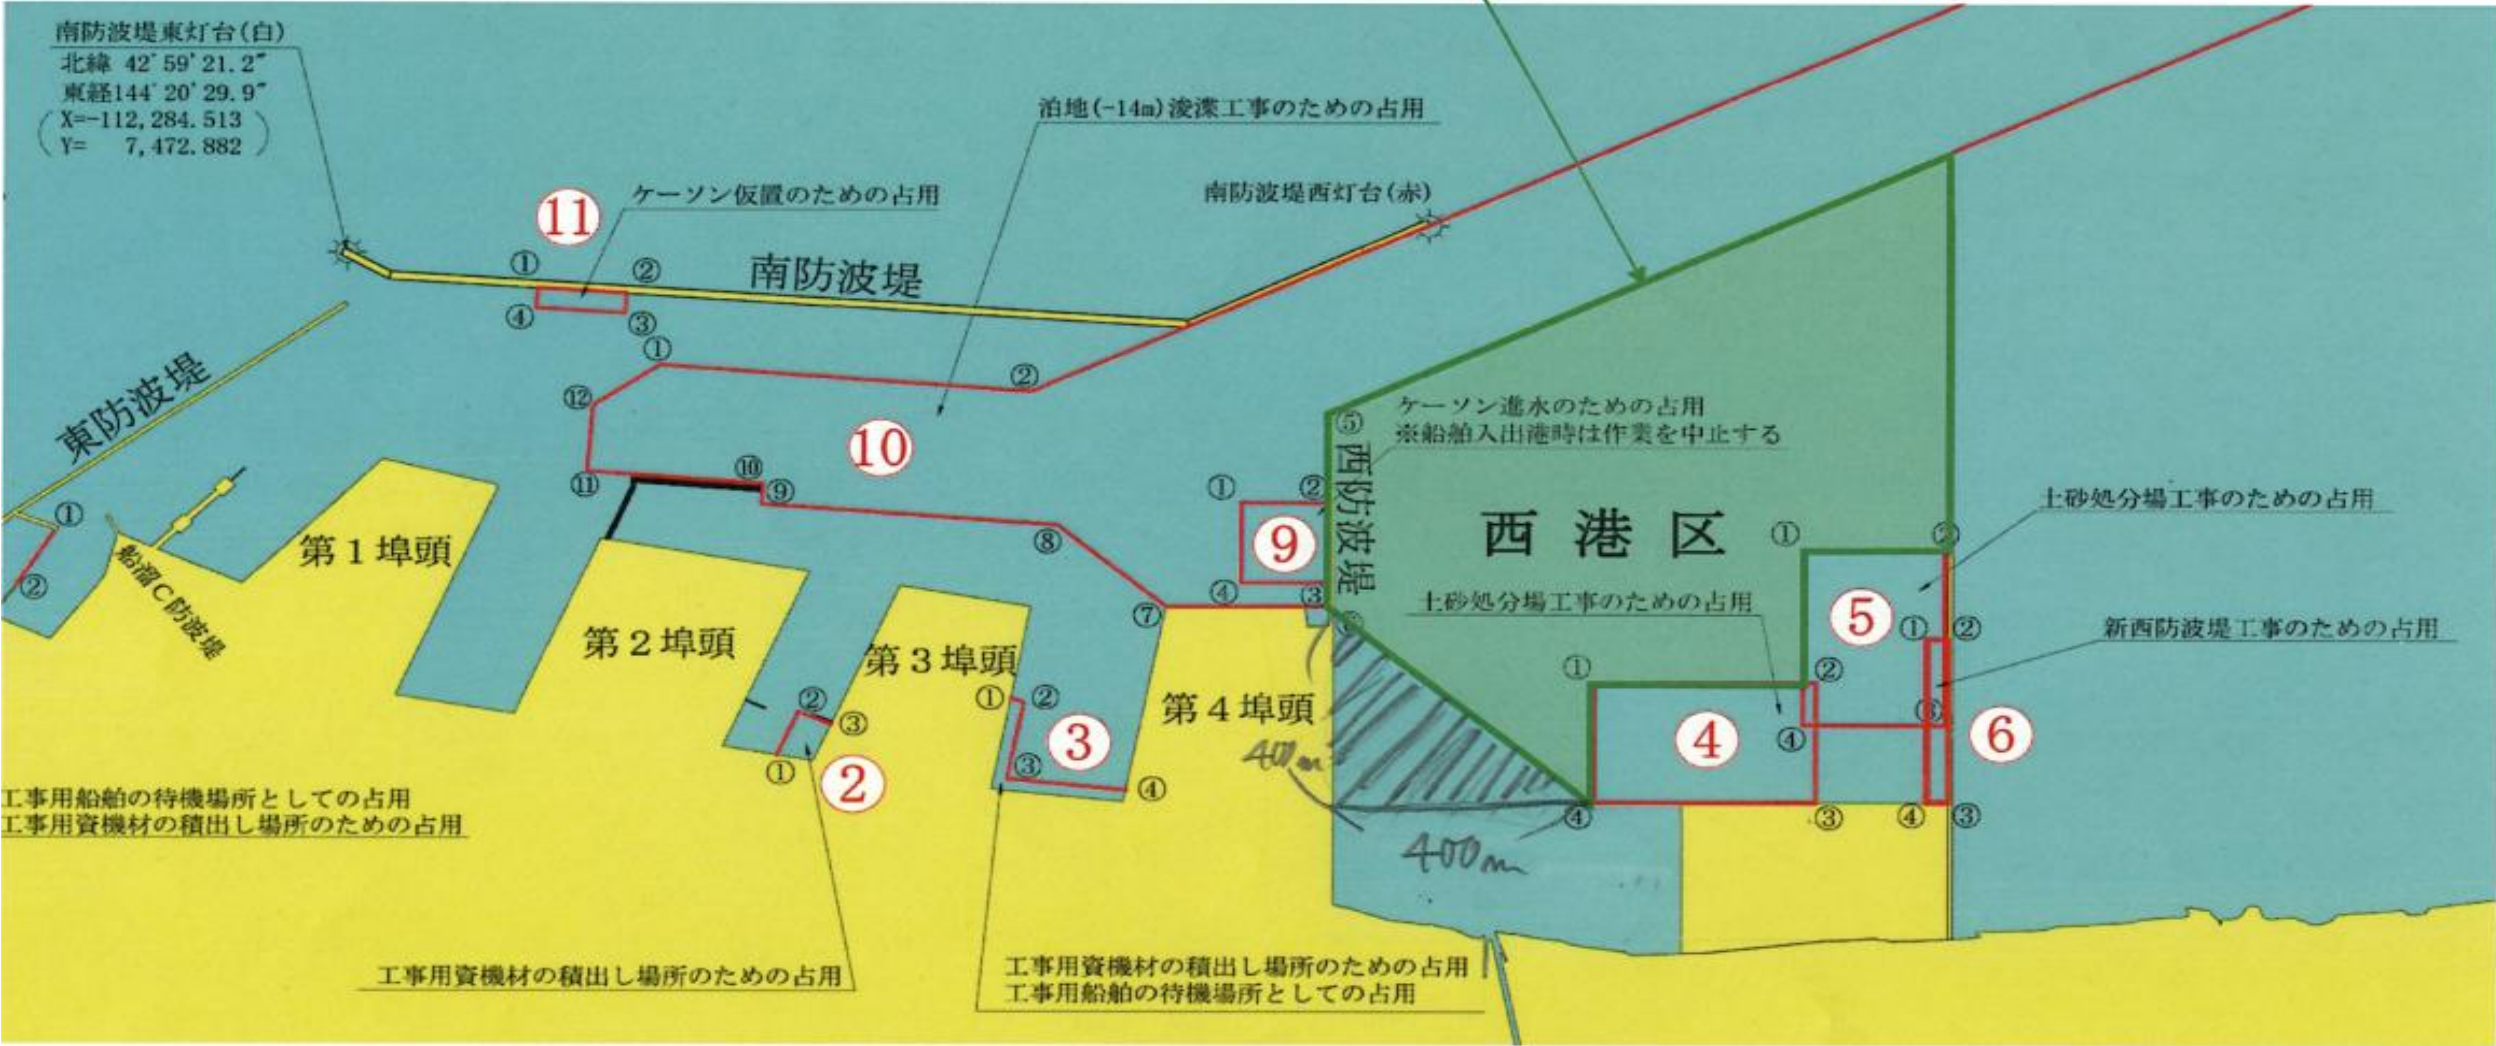 南防波堤東灯台(白)
北緯 42°59'21.2"
東経144°20'29.9"
(X=-112,284.513
Y= 7,472.882)
泊地(-14m)浚渫工事のための占用
ケーソン仮置のための占用
南防波堤西灯台(赤)
11
① ②
④ ③
南防波堤
① ②
⑫
東防波堤
10
⑪ ⑩ ⑨
⑧
⑦
⑤
ケーソン進水のための占用
※船舶入出港時は作業を中止する
西防波堤
① ②
9
④ ③
⑥
西港区
① ②
土砂処分場工事のための占用
5
土砂処分場工事のための占用
① ②
新西防波堤工事のための占用
① ②
4
④ ③
6
④ ③ ④ ③
①
②
船溜C防波堤
第1埠頭
第2埠頭
第3埠頭
第4埠頭
② ③
①
2
① ②
3
③ ④
400m
400m
工事用船舶の待機場所としての占用
工事用資機材の積出し場所のための占用
工事用資機材の積出し場所のための占用
工事用資機材の積出し場所のための占用
工事用船舶の待機場所としての占用